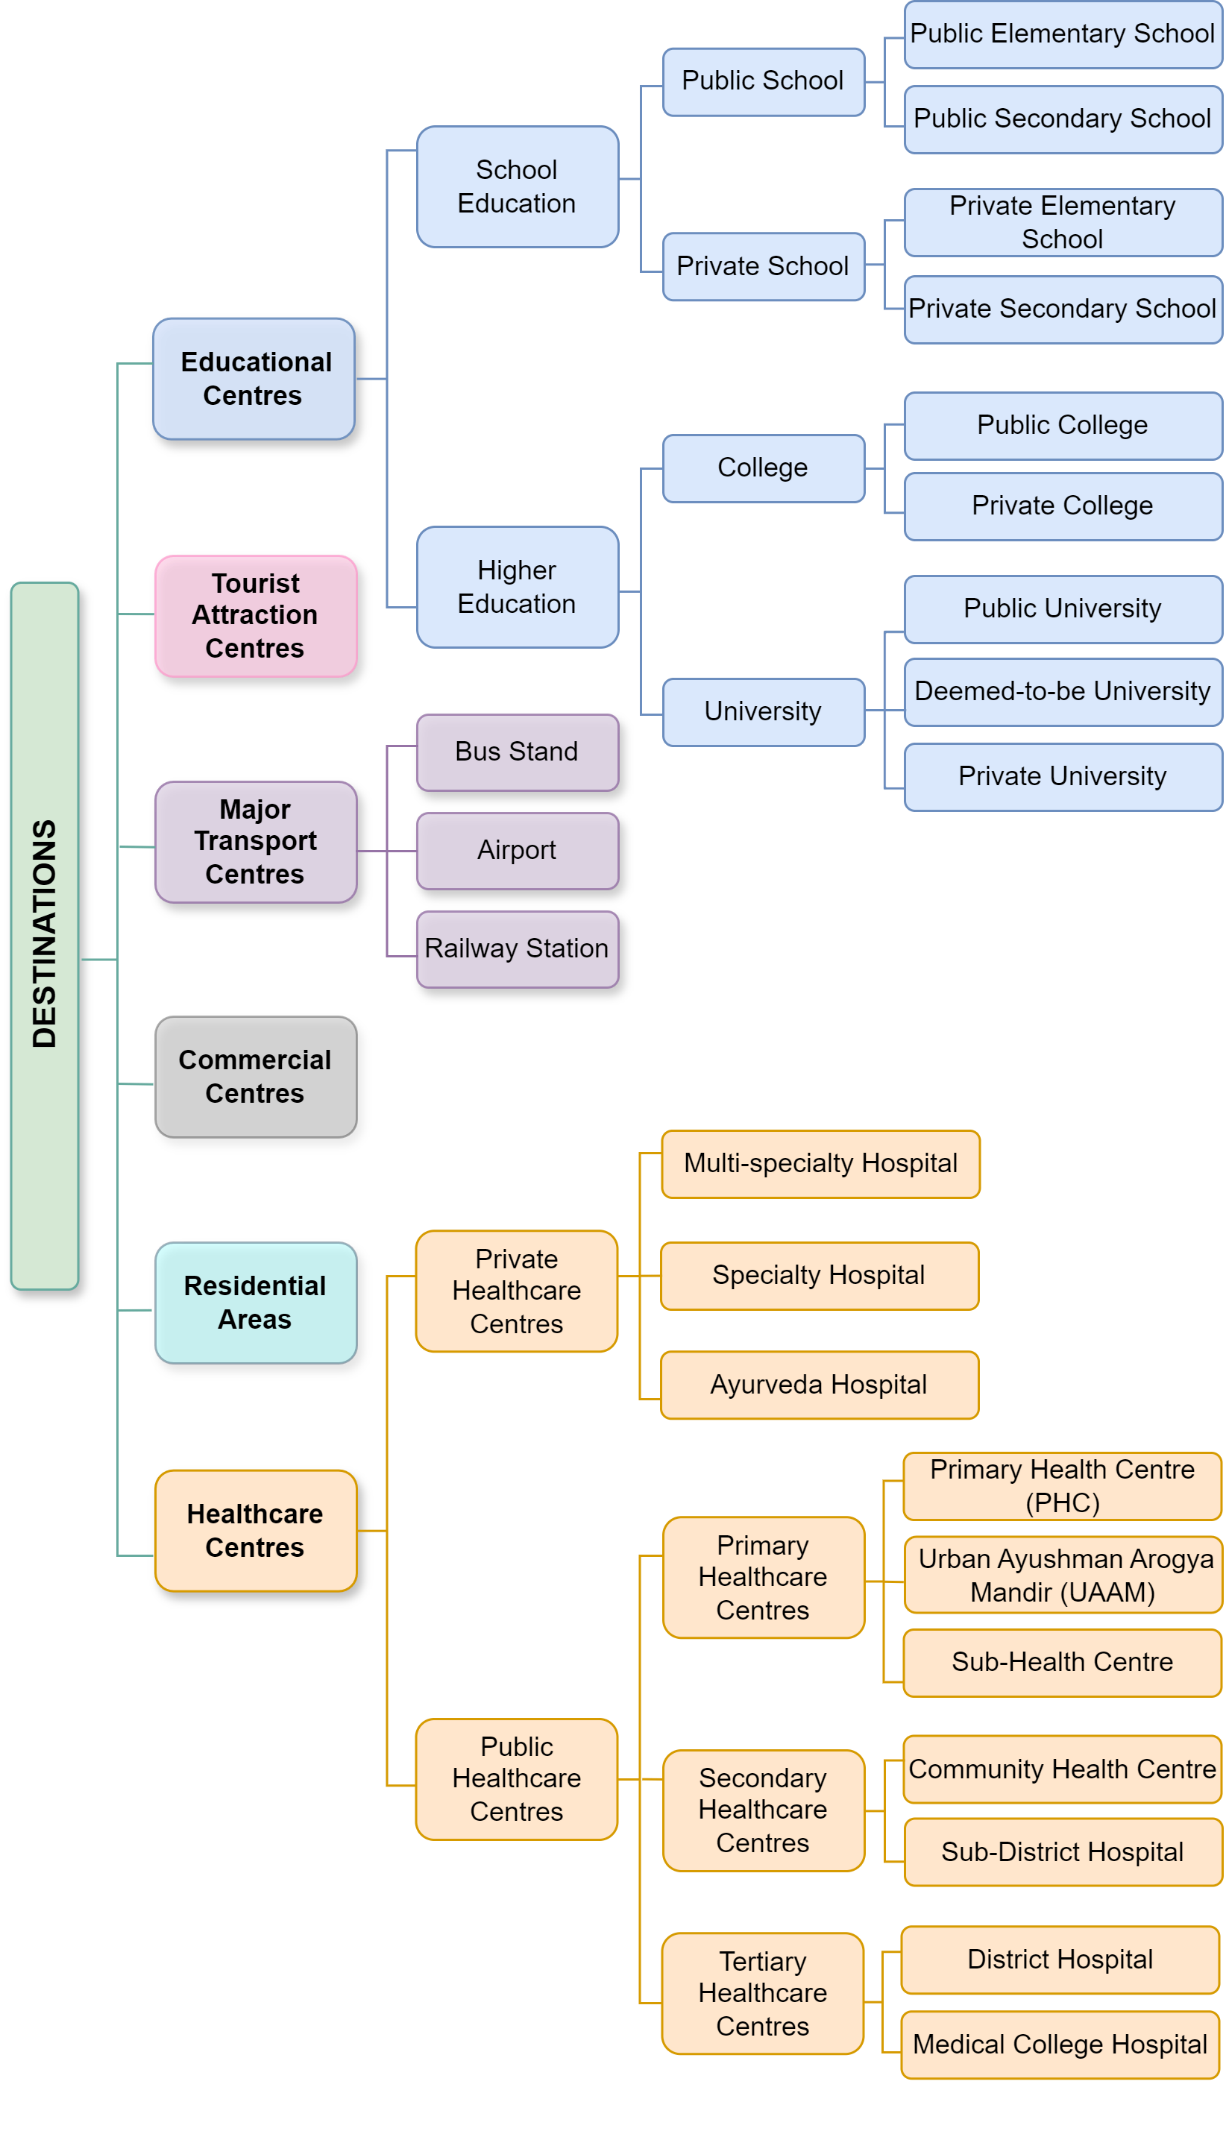 DESTINATIONS
Educational
Centres
School
Education
Public School
Public Elementary School
Public Secondary School
Private School
Private Elementary
School
Private Secondary School
Higher
Education
College
Public College
Private College
University
Public University
Deemed-to-be University
Private University
Tourist
Attraction
Centres
Major
Transport
Centres
Bus Stand
Airport
Railway Station
Commercial
Centres
Residential
Areas
Healthcare
Centres
Private
Healthcare
Centres
Multi-specialty Hospital
Specialty Hospital
Ayurveda Hospital
Public
Healthcare
Centres
Primary
Healthcare
Centres
Primary Health Centre
(PHC)
Urban Ayushman Arogya
Mandir (UAAM)
Sub-Health Centre
Secondary
Healthcare
Centres
Community Health Centre
Sub-District Hospital
Tertiary
Healthcare
Centres
District Hospital
Medical College Hospital